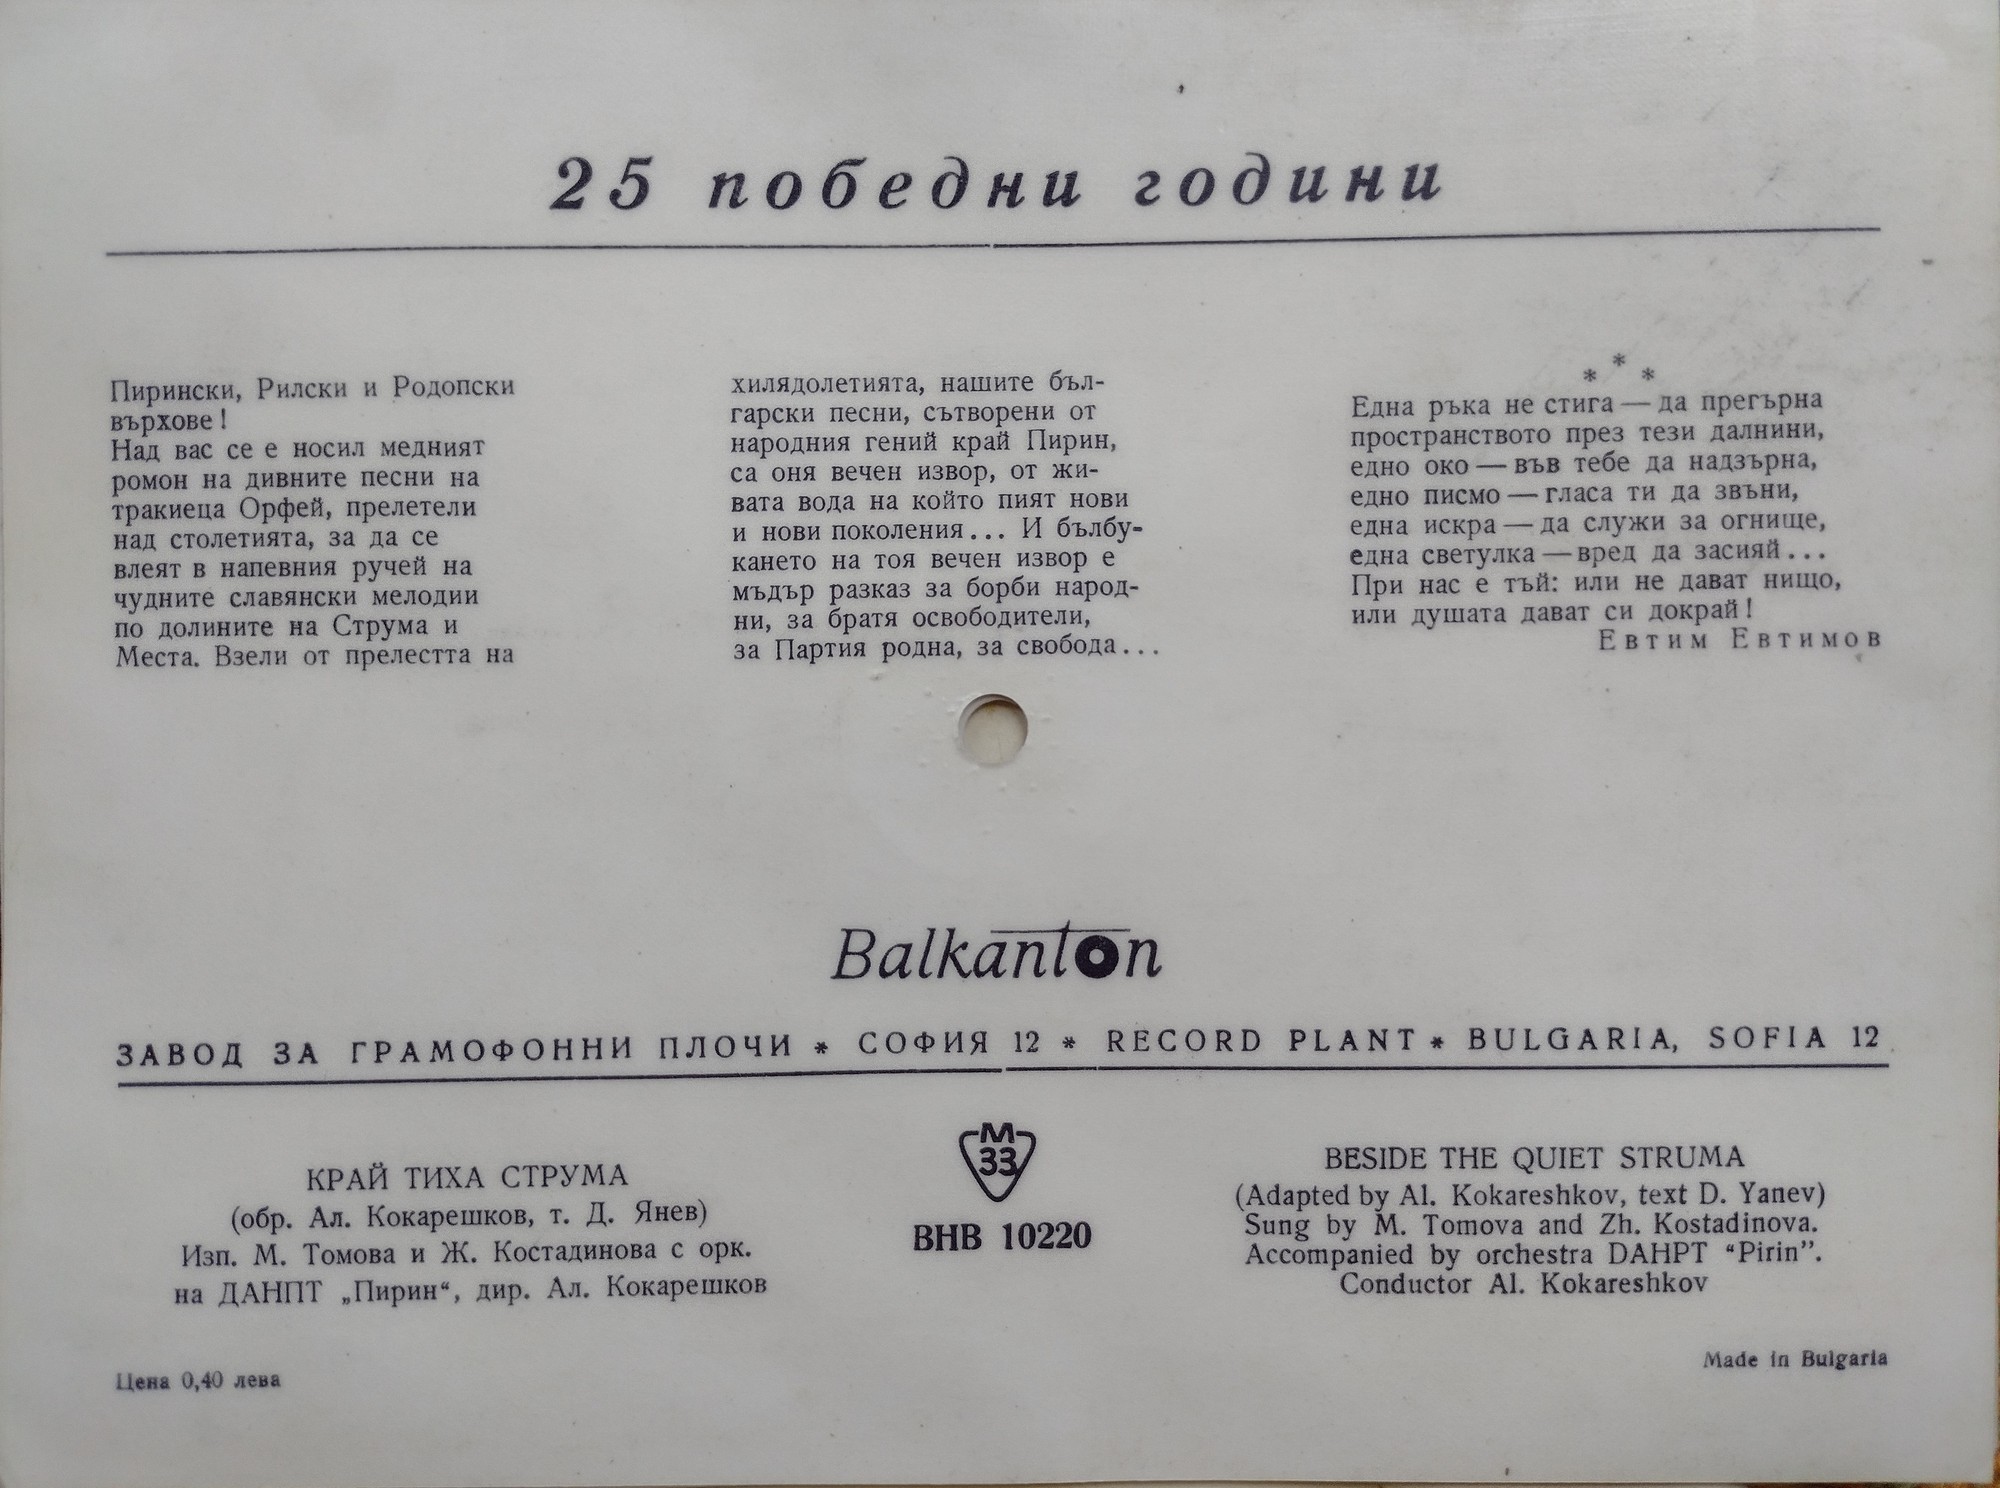 25 победни години
Пирински, Рилски и Родопски
върхове!
Над вас се е носил медният
ромон на дивните песни на
тракиеца Орфей, прелетели
над столетията, за да се
влеят в напевния ручей на
чудните славянски мелодии
по долините на Струма и
Места. Взели от прелестта на
хилядолетията, нашите бъл-
гарски песни, сътворени от
народния гений край Пирин,
са оня вечен извор, от жи-
вата вода на който пият нови
и нови поколения... И бълбу-
кането на тоя вечен извор е
мъдър разказ за борби народ-
ни, за братя освободители,
за Партия родна, за свобода...
* * *
Една ръка не стига — да прегърна
пространството през тези далнини,
едно око — във тебе да надзърна,
едно писмо — гласа ти да звъни,
една искра — да служи за огнище,
една светулка — вред да засияй...
При нас е тъй: или не дават нищо,
или душата дават си докрай!
Евтим Евтимов
Balkanton
ЗАВОД ЗА ГРАМОФОННИ ПЛОЧИ * СОФИЯ 12 * RECORD PLANT * BULGARIA, SOFIA 12
КРАЙ ТИХА СТРУМА
(обр. Ал. Кокарешков, т. Д. Янев)
Изп. М. Томова и Ж. Костадинова с орк.
на ДАНПТ „Пирин“, дир. Ал. Кокарешков
Цена 0,40 лева
М
33
ВНВ 10220
BESIDE THE QUIET STRUMA
(Adapted by Al. Kokareshkov, text D. Yanev)
Sung by M. Tomova and Zh. Kostadinova.
Accompanied by orchestra DAHPT “Pirin”.
Conductor Al. Kokareshkov
Made in Bulgaria